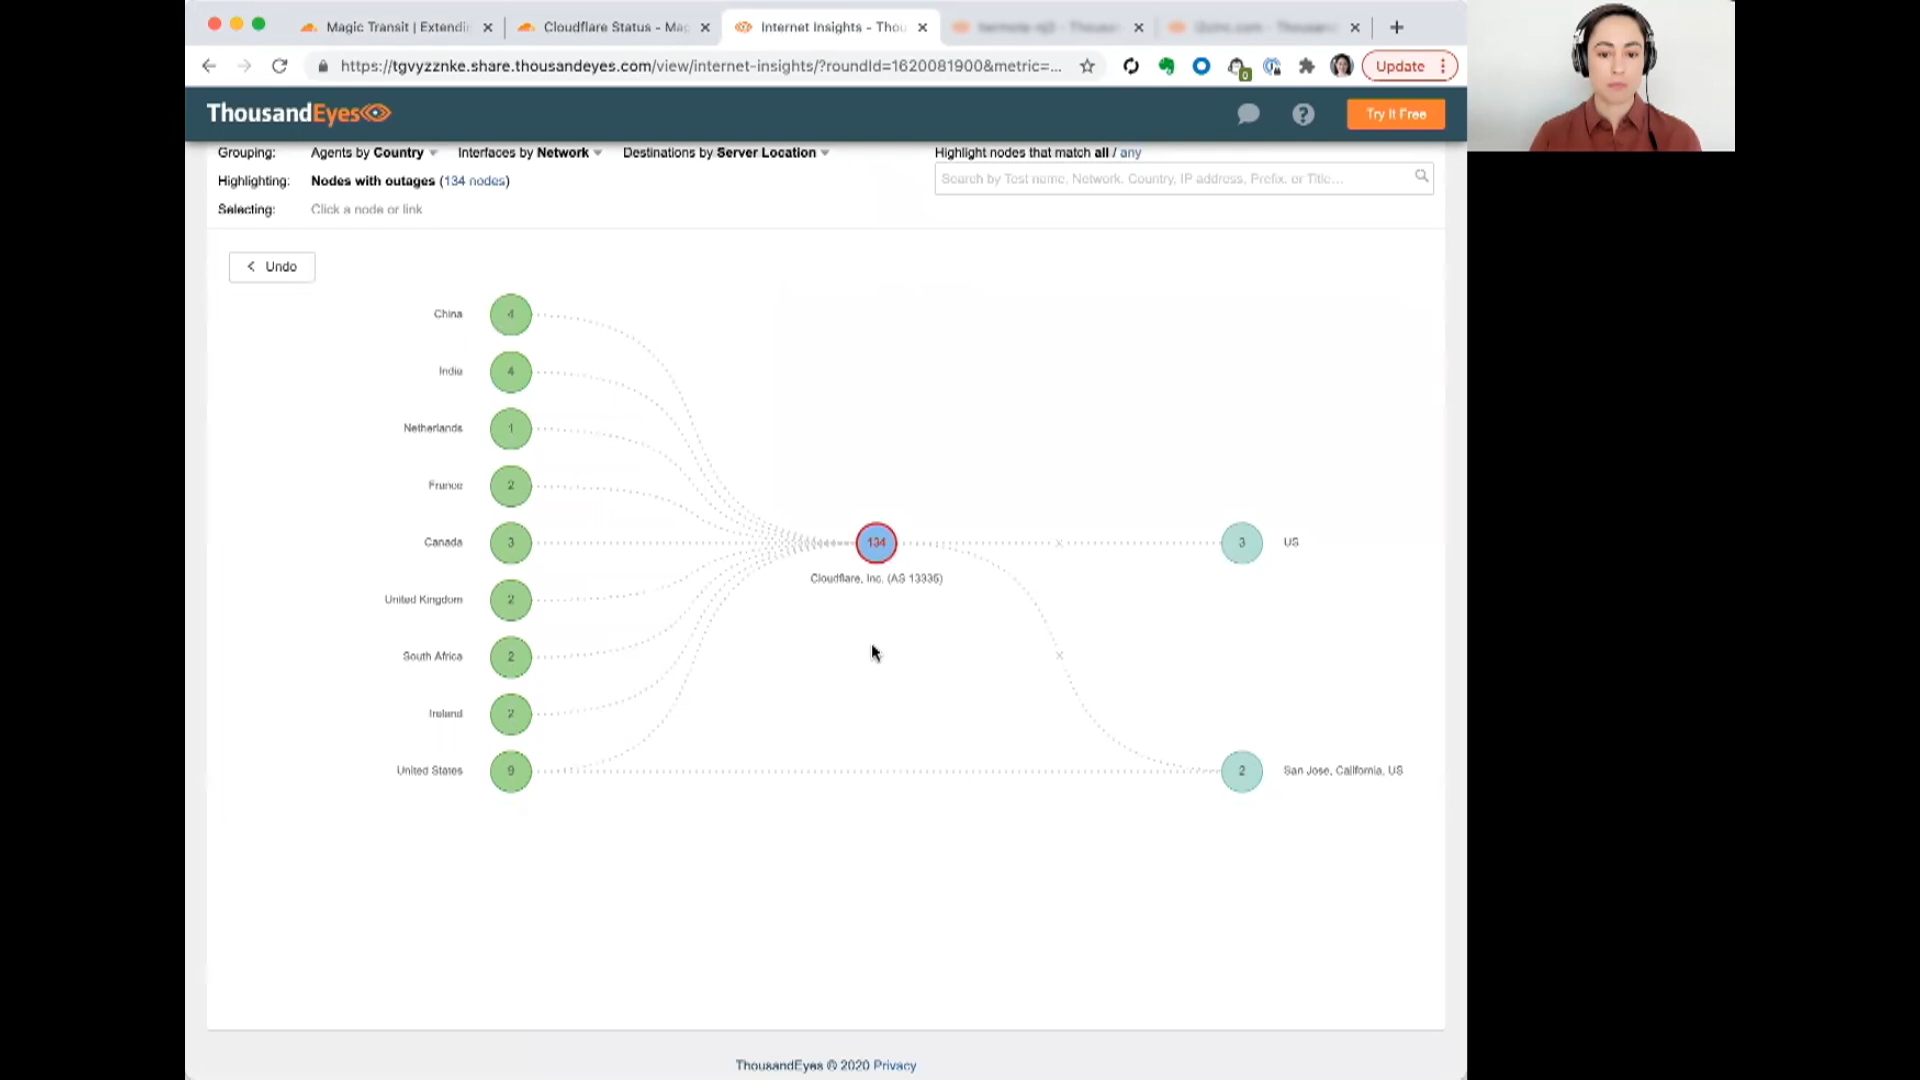 Magic Transit | Extendi
Cloudflare Status - Mag
Internet Insights - Thou
https://tgvyzznke.share.thousandeyes.com/view/internet-insights/?roundId=1620081900&metric=...
0
Update
ThousandEyes
Try It Free
Grouping: Agents by Country Interfaces by Network Destinations by Server Location
Highlight nodes that match all / any
Highlighting: Nodes with outages (134 nodes)
Search by Test name, Network, Country, IP address, Prefix, or Title...
Selecting: Click a node or link
Undo
China 4
India 4
Netherlands 1
France 2
Canada 3
134
3 US
Cloudflare, Inc. (AS 13335)
United Kingdom 2
South Africa 2
Ireland 2
United States 9
2 San Jose, California, US
ThousandEyes © 2020 Privacy